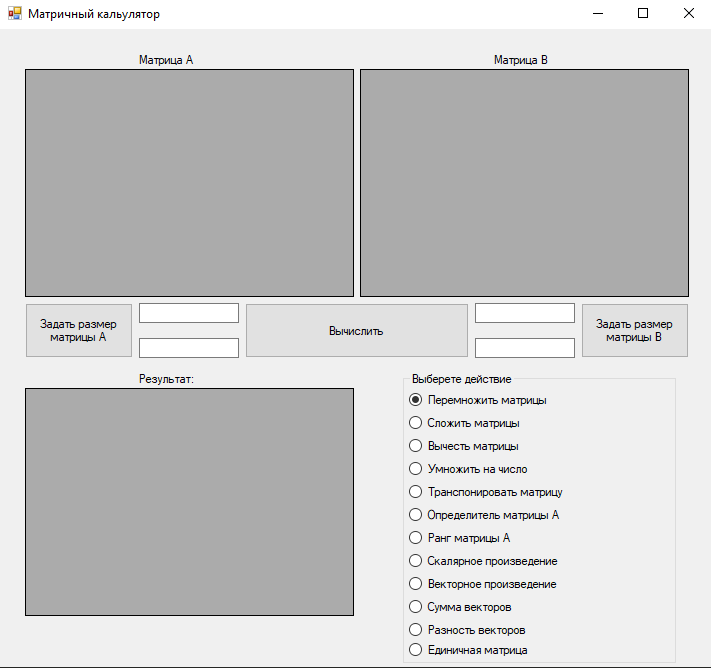 Матричный кальулятор
Матрица А
Матрица В
Задать размер
матрицы А
Вычислить
Задать размер
матрицы В
Результат:
Выберете действие
Перемножить матрицы
Сложить матрицы
Вычесть матрицы
Умножить на число
Транспонировать матрицу
Определитель матрицы А
Ранг матрицы А
Скалярное произведение
Векторное произведение
Сумма векторов
Разность векторов
Единичная матрица